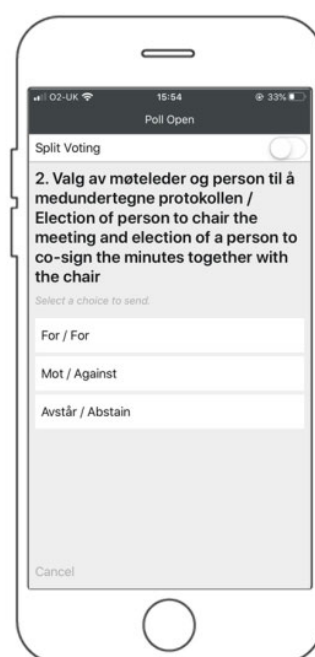 O2-UK 15:54 33%
Poll Open
Split Voting
2. Valg av møteleder og person til å
medundertegne protokollen /
Election of person to chair the
meeting and election of a person to
co-sign the minutes together with
the chair
Select a choice to send.
For / For
Mot / Against
Avstår / Abstain
Cancel